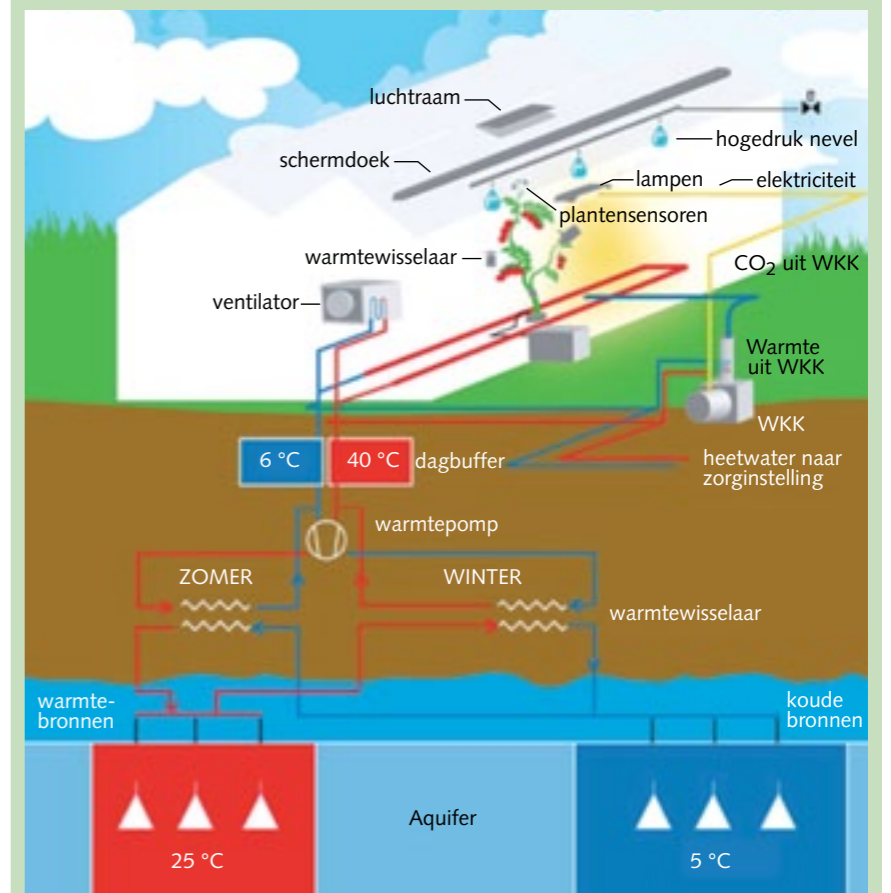 luchtraam
hogedruk nevel
schermdoek
lampen
elektriciteit
plantensensoren
warmtewisselaar
CO₂ uit WKK
ventilator
Warmte
uit WKK
WKK
6 °C
40 °C
dagbuffer
heetwater naar
zorginstelling
warmtepomp
ZOMER
WINTER
warmtewisselaar
warmte-
bronnen
koude
bronnen
Aquifer
25 °C
5 °C